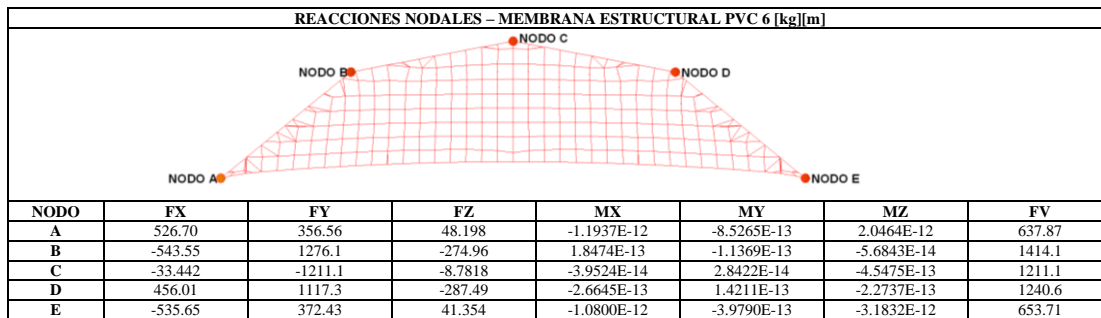 REACCIONES NODALES – MEMBRANA ESTRUCTURAL PVC 6 [kg][m]
NODO C
NODO B
NODO D
NODO A
NODO E
NODO FX FY FZ MX MY MZ FV
A 526.70 356.56 48.198 -1.1937E-12 -8.5265E-13 2.0464E-12 637.87
B -543.55 1276.1 -274.96 1.8474E-13 -1.1369E-13 -5.6843E-14 1414.1
C -33.442 -1211.1 -8.7818 -3.9524E-14 2.8422E-14 -4.5475E-13 1211.1
D 456.01 1117.3 -287.49 -2.6645E-13 1.4211E-13 -2.2737E-13 1240.6
E -535.65 372.43 41.354 -1.0800E-12 -3.9790E-13 -3.1832E-12 653.71